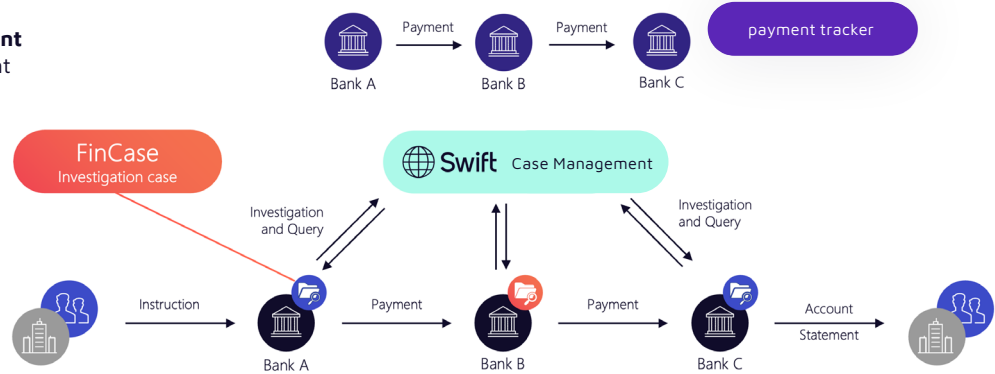 nt
nt
Payment
Payment
payment tracker
Bank A
Bank B
Bank C
FinCase
Investigation case
Swift Case Management
Investigation
and Query
Investigation
and Query
Instruction
Payment
Payment
Account
Statement
Bank A
Bank B
Bank C